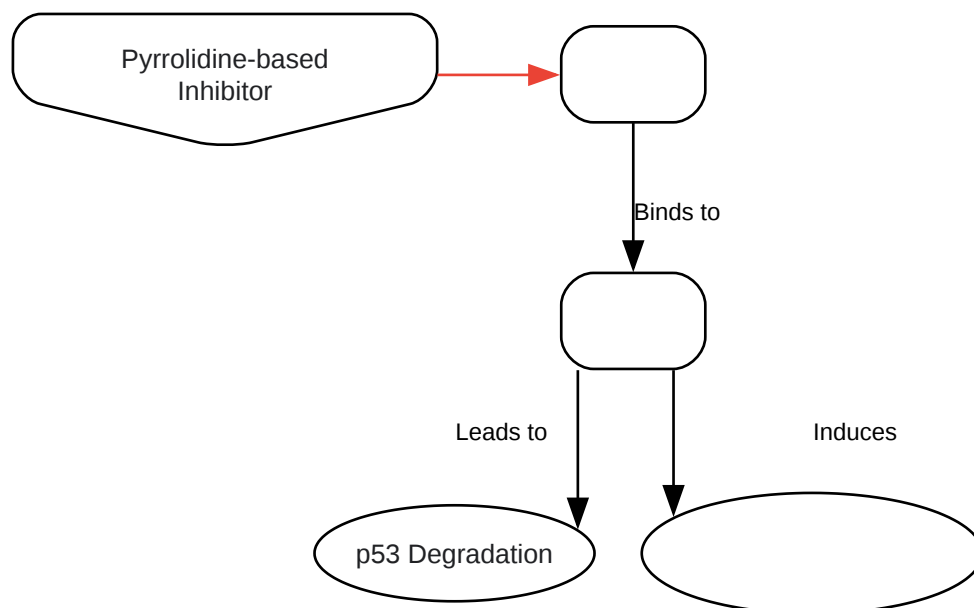 Pyrrolidine-based
Inhibitor
Binds to
Leads to
Induces
p53 Degradation